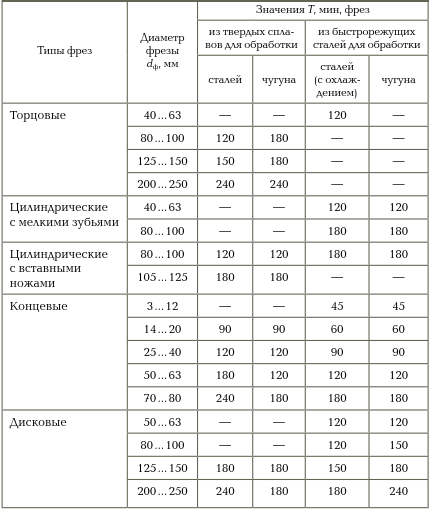 Типы фрез
Диаметр
фрезы
dф, мм
Значения T, мин, фрез
из твердых спла-
вов для обработки
из быстрорежущих
сталей для обработки
сталей
чугуна
сталей
(с охлаж-
дением)
чугуна
Торцовые
40 ... 63 — — 120 —
80 ... 100 120 180 — —
125 ... 150 150 180 — —
200 ... 250 240 240 — —
Цилиндрические
с мелкими зубьями
40 ... 63 — — 120 120
80 ... 100 — — 180 180
Цилиндрические
с вставными
ножами
80 ... 100 120 120 180 180
105 ... 125 180 180 — —
Концевые
3 ... 12 — — 45 45
14 ... 20 90 90 60 60
25 ... 40 120 120 90 90
50 ... 63 180 120 120 120
70 ... 80 240 180 180 180
Дисковые
50 ... 63 — — 120 120
80 ... 100 — — 120 150
125 ... 150 180 180 150 180
200 ... 250 240 180 180 240